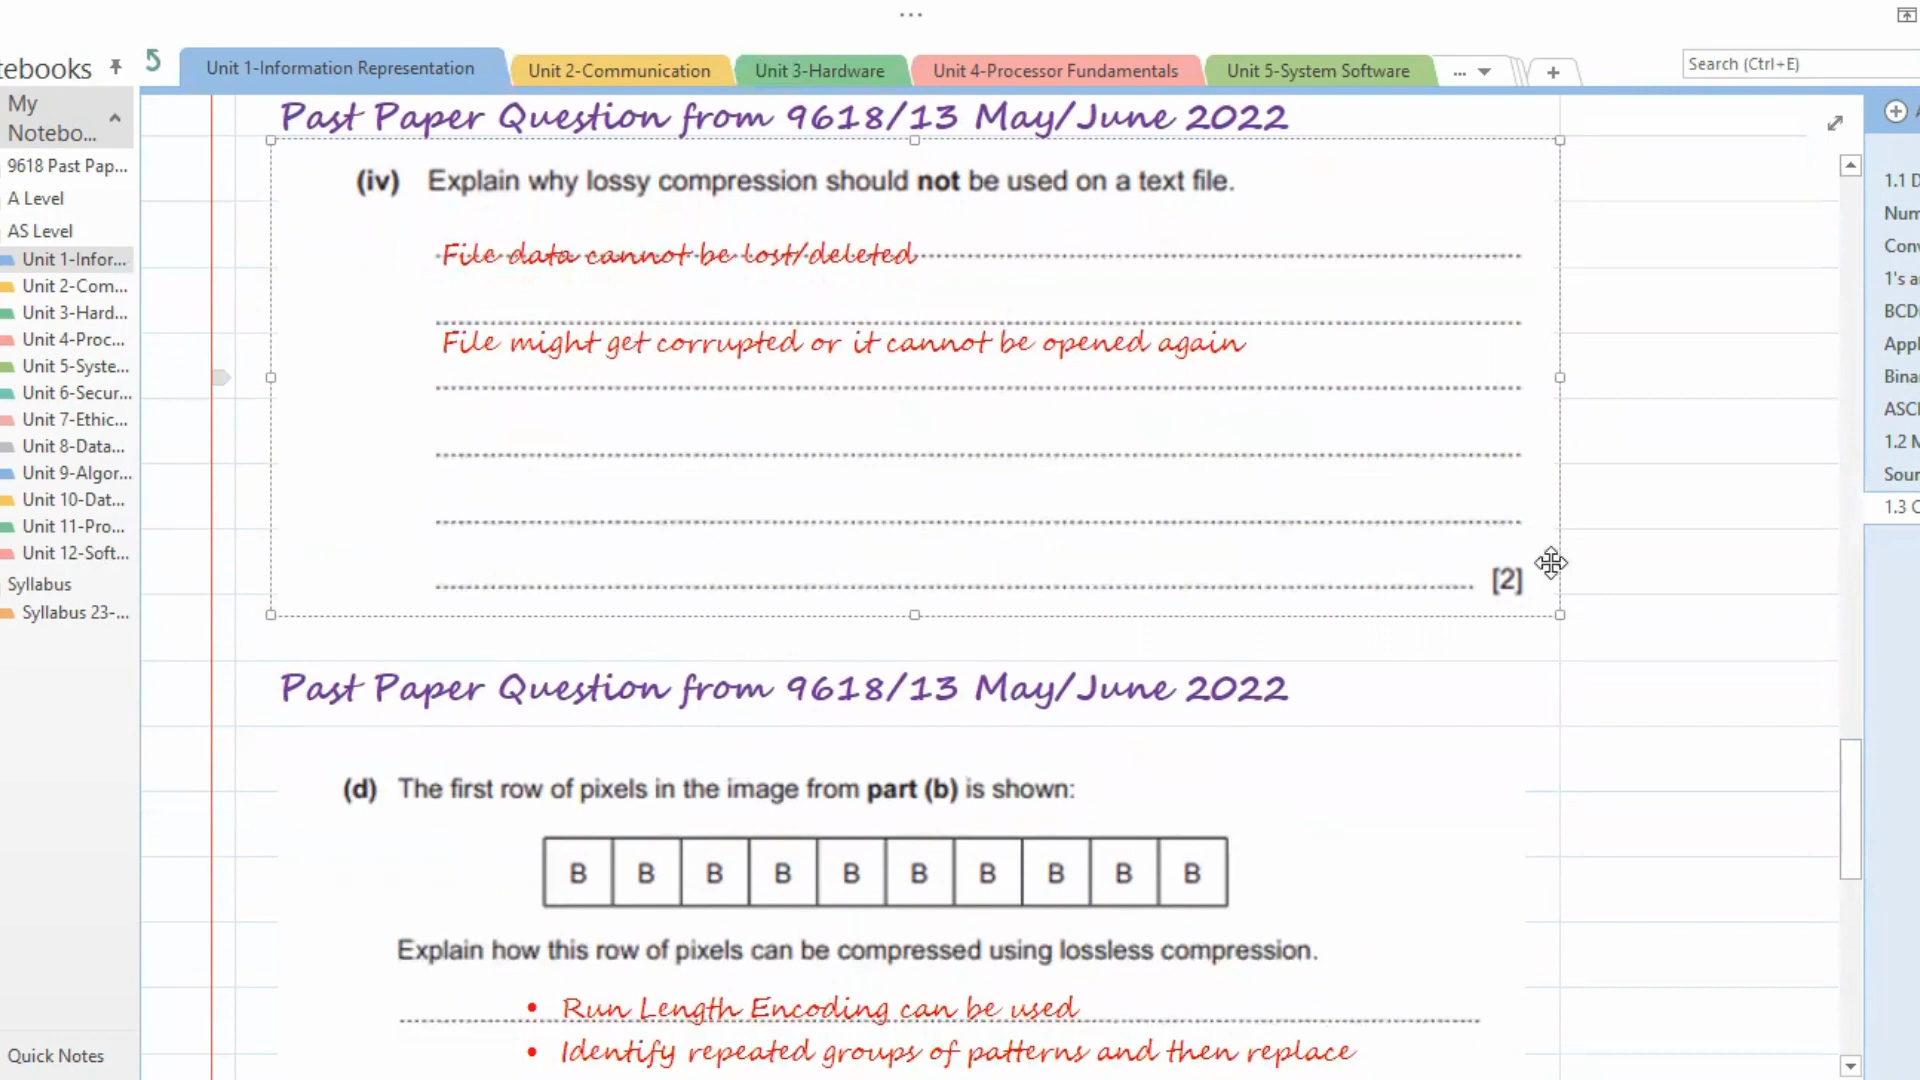 ...
tebooks
Unit 1-Information Representation
Unit 2-Communication
Unit 3-Hardware
Unit 4-Processor Fundamentals
Unit 5-System Software
...
Search (Ctrl+E)
My
Notebo...
9618 Past Pap...
A Level
AS Level
Unit 1-Infor...
Unit 2-Com...
Unit 3-Hard...
Unit 4-Proc...
Unit 5-Syste...
Unit 6-Secur...
Unit 7-Ethic...
Unit 8-Data...
Unit 9-Algor...
Unit 10-Dat...
Unit 11-Pro...
Unit 12-Soft...
Syllabus
Syllabus 23-...
Quick Notes
Past Paper Question from 9618/13 May/June 2022
(iv) Explain why lossy compression should not be used on a text file.
File data cannot be lost/deleted
File might get corrupted or it cannot be opened again
[2]
Past Paper Question from 9618/13 May/June 2022
(d) The first row of pixels in the image from part (b) is shown:
B B B B B B B B B B
Explain how this row of pixels can be compressed using lossless compression.
• Run Length Encoding can be used
• Identify repeated groups of patterns and then replace
1.1 D
Num
Conv
1's a
BCD
Appl
Bina
ASCI
1.2 M
Sour
1.3 C